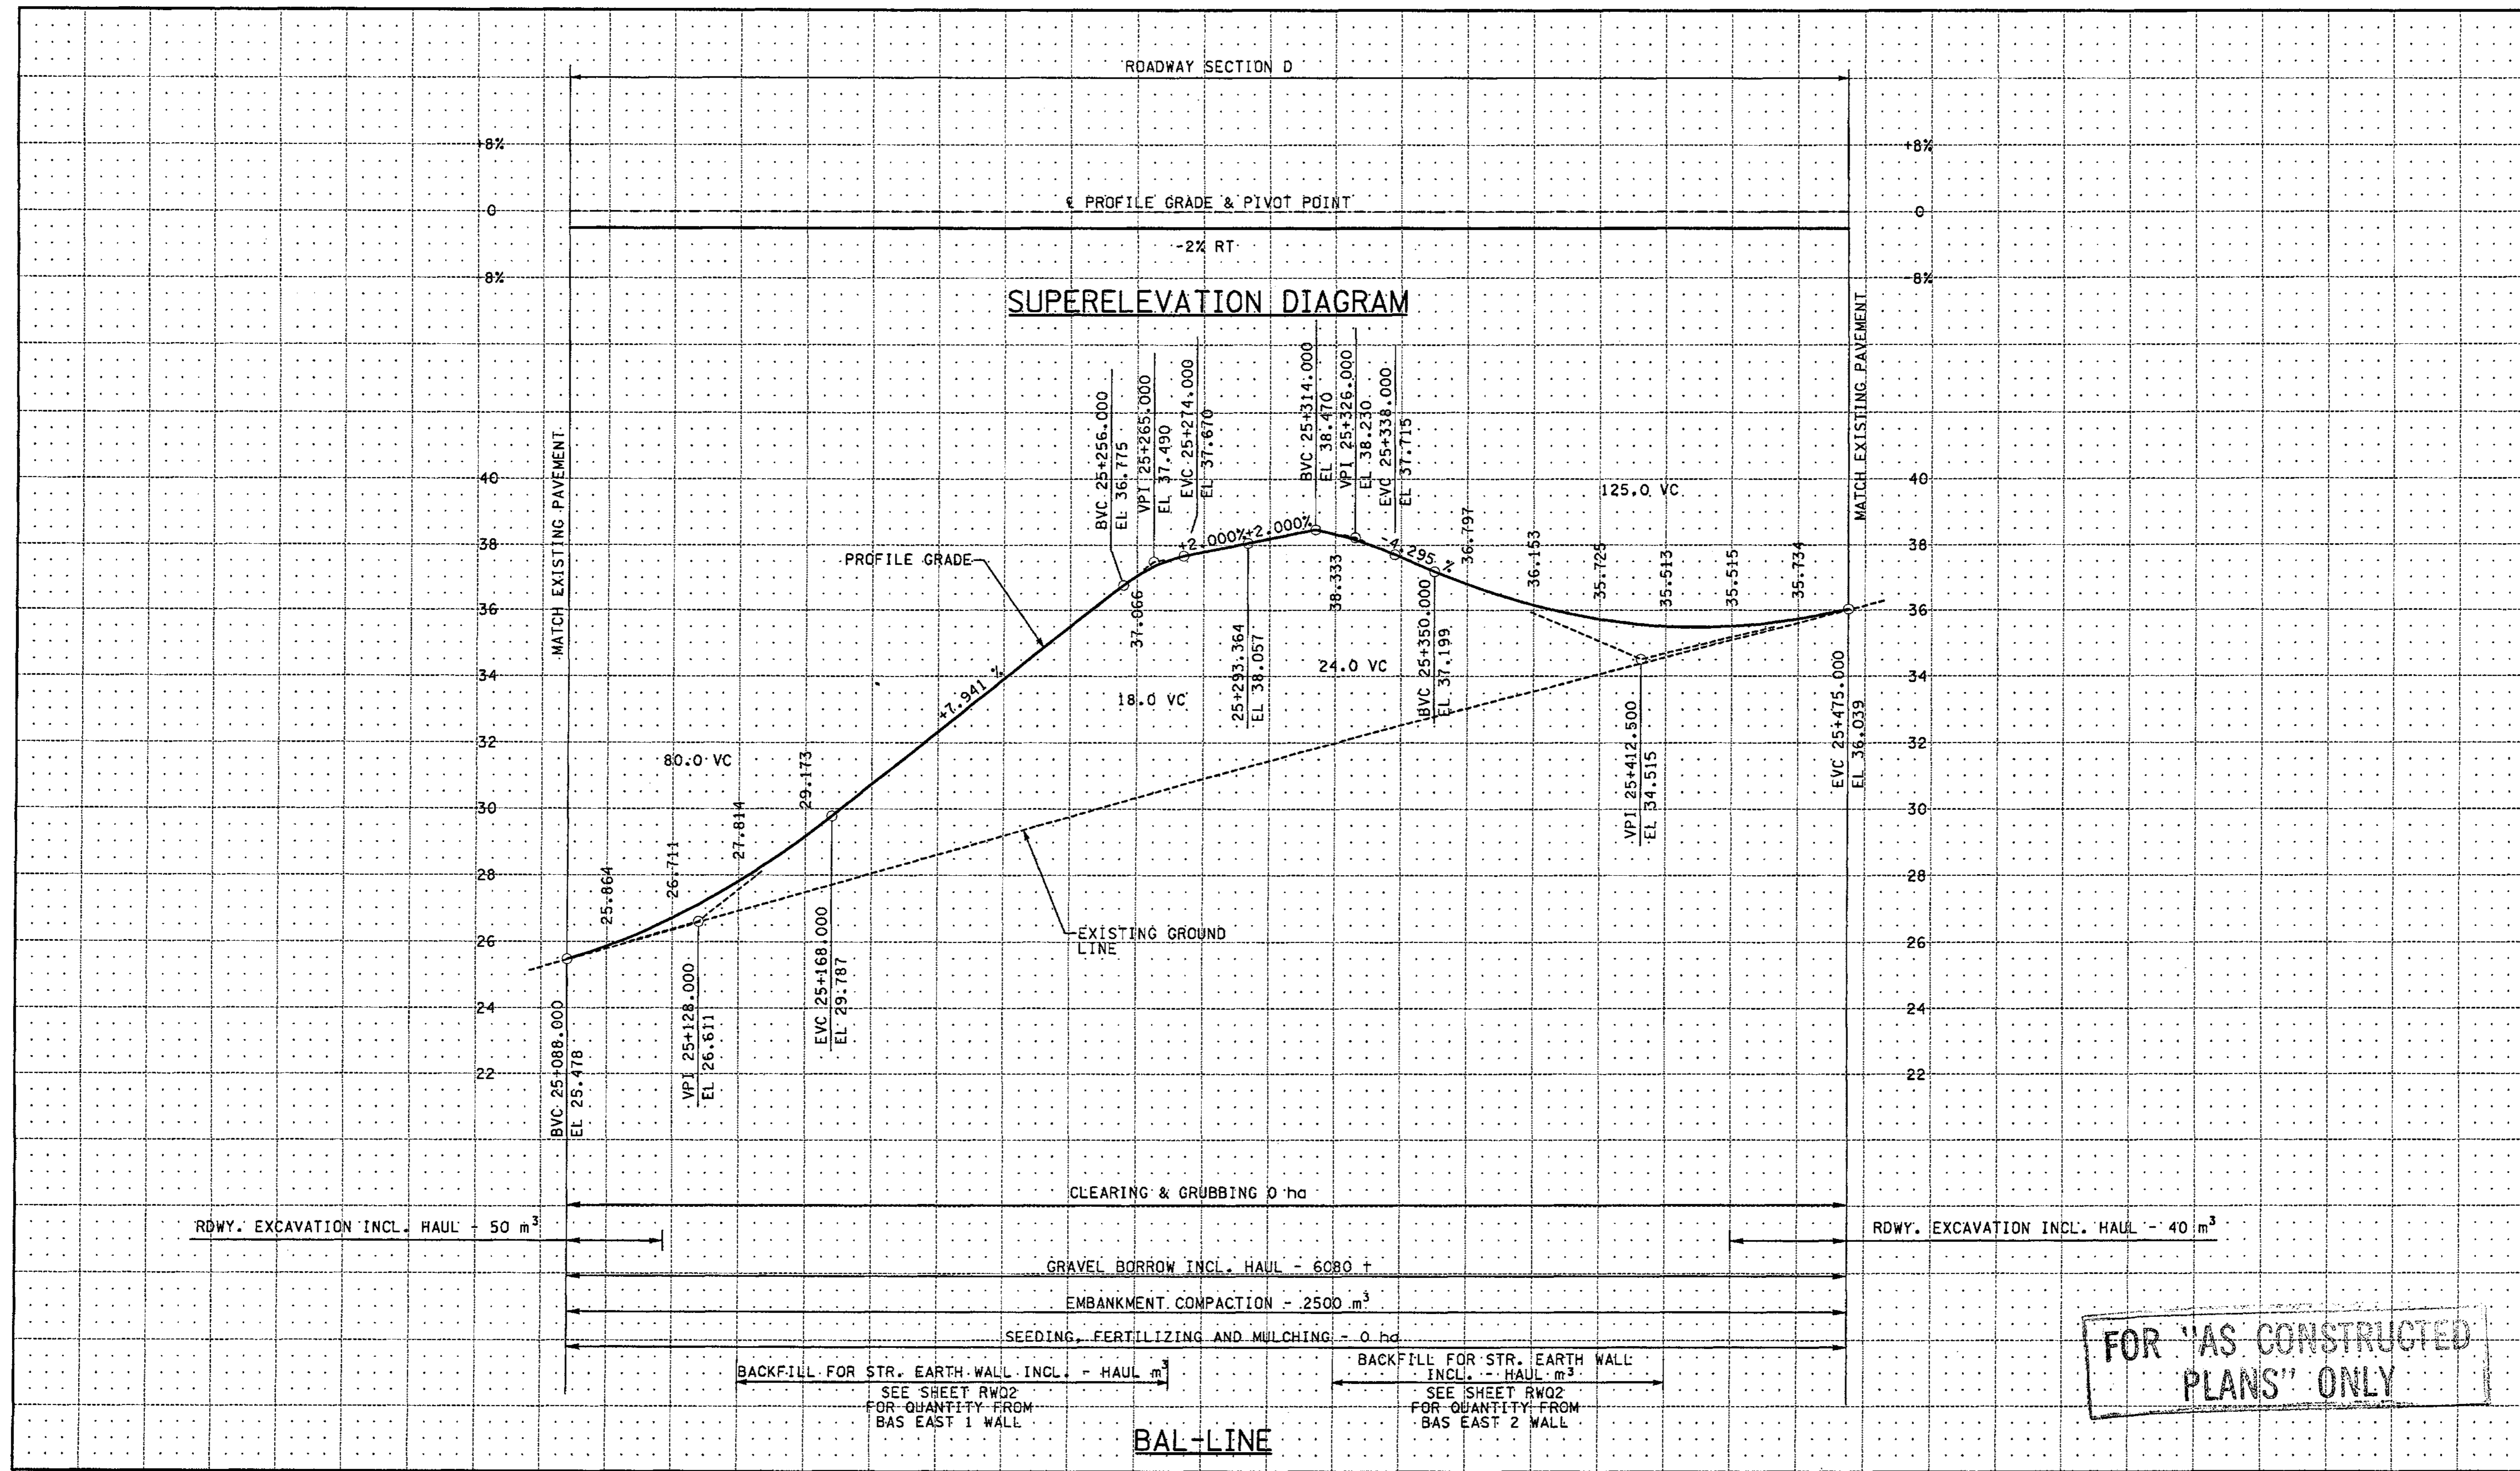 ROADWAY SECTION D
+8%
+8%
℄ PROFILE GRADE & PIVOT POINT
0
0
-2% RT
-8%
-8%
SUPERELEVATION DIAGRAM
MATCH EXISTING PAVEMENT
MATCH EXISTING PAVEMENT
BVC 25+256.000
EL 36.775
VPI 25+265.000
EL 37.490
EVC 25+274.000
EL 37.670
BVC 25+314.000
EL 38.470
VPI 25+326.000
EL 38.230
EVC 25+338.000
EL 37.715
40
40
125.0 VC
38
38
+2.000%
+2.000%
-4.295 %
PROFILE GRADE
37.066
38.333
36.797
36.153
35.725
35.513
35.515
35.734
36
36
25+293.364
EL 38.057
BVC 25+350.000
EL 37.199
24.0 VC
18.0 VC
+7.941 %
34
34
VPI 25+412.500
EL 34.515
EVC 25+475.000
EL 36.039
32
32
80.0 VC
30
30
25.864
26.711
27.814
29.173
28
28
EXISTING GROUND
LINE
26
26
24
24
22
22
BVC 25+088.000
EL 25.478
VPI 25+128.000
EL 26.611
EVC 25+168.000
EL 29.787
CLEARING & GRUBBING 0 ha
RDWY. EXCAVATION INCL. HAUL - 50 m³
RDWY. EXCAVATION INCL. HAUL - 40 m³
GRAVEL BORROW INCL. HAUL - 6080 t
EMBANKMENT COMPACTION - 2500 m³
SEEDING, FERTILIZING AND MULCHING - 0 ha
BACKFILL FOR STR. EARTH WALL INCL. - HAUL m³
SEE SHEET RW02
FOR QUANTITY FROM
BAS EAST 1 WALL
BACKFILL FOR STR. EARTH WALL
INCL. - HAUL m³
SEE SHEET RW02
FOR QUANTITY FROM
BAS EAST 2 WALL
BAL-LINE
FOR "AS CONSTRUCTED
PLANS" ONLY